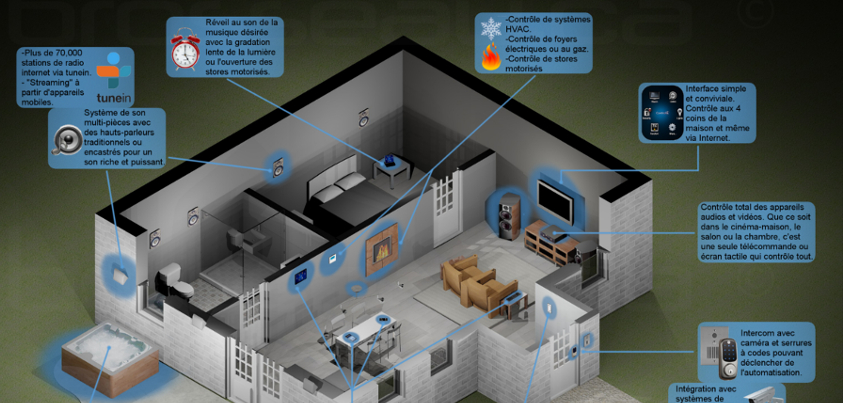 Réveil au son de la
musique désirée
avec la gradation
lente de la lumière
ou l'ouverture des
stores motorisés.
-Contrôle de systèmes
HVAC.
-Contrôle de foyers
électriques ou au gaz.
-Contrôle de stores
motorisés
-Plus de 70,000
stations de radio
internet via tunein.
- "Streaming" à
partir d'appareils
mobiles.
tunein
Système de son
multi-pièces avec
des hauts-parleurs
traditionnels ou
encastrés pour un
son riche et puissant
Interface simple
et conviviale.
Contrôle aux 4
coins de la
maison et même
via Internet.
Contrôle total des appareils
audios et vidéos. Que ce soit
dans le cinéma-maison, le
salon ou la chambre, c'est
une seule télécommande ou
écran tactile qui contrôle tout.
Intercom avec
caméra et serrures
à codes pouvant
déclencher de
l'automatisation.
Intégration avec
systèmes de